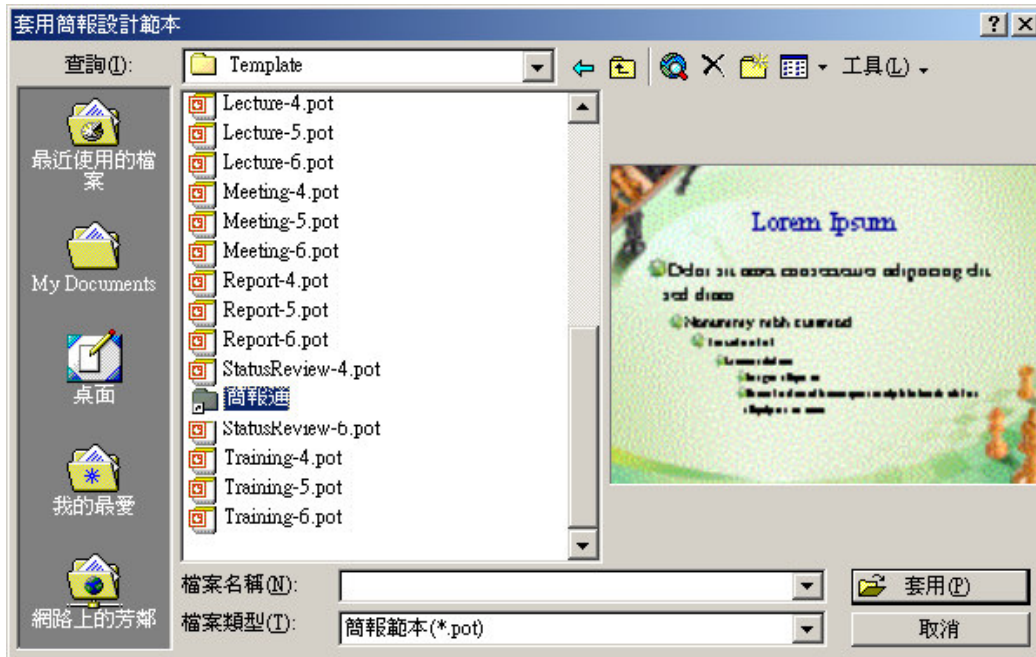 套用簡報設計範本
查詢(I):
Template
工具(L)
最近使用的檔
案
My Documents
桌面
我的最愛
網路上的芳鄰
Lecture-4.pot
Lecture-5.pot
Lecture-6.pot
Meeting-4.pot
Meeting-5.pot
Meeting-6.pot
Report-4.pot
Report-5.pot
Report-6.pot
StatusReview-4.pot
簡報通
StatusReview-6.pot
Training-4.pot
Training-5.pot
Training-6.pot
Lorem Ipsum
sed diam
檔案名稱(N):
檔案類型(T):
簡報範本(*.pot)
套用(P)
取消